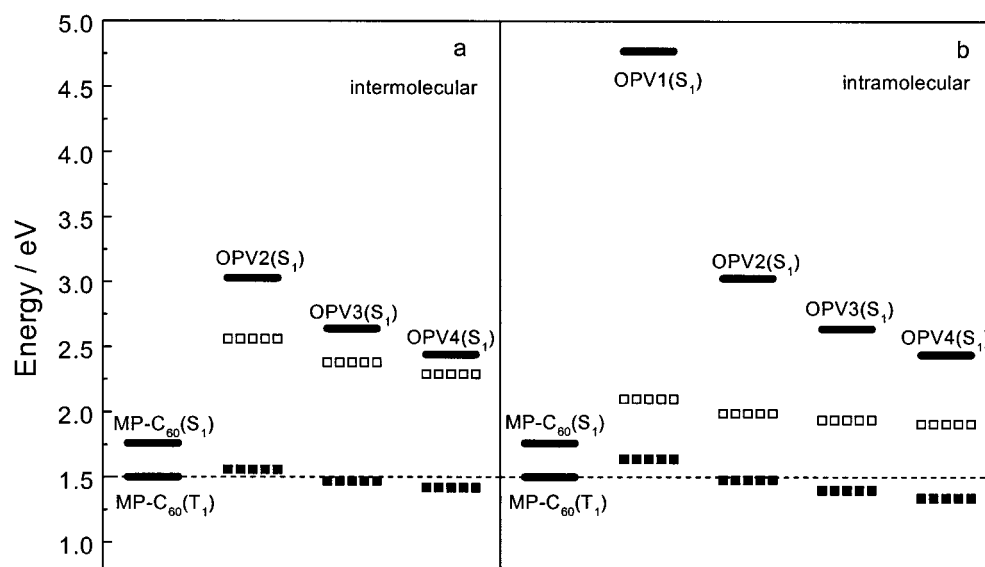 Energy / eV
5.0
4.5
4.0
3.5
3.0
2.5
2.0
1.5
1.0
a
intermolecular
OPV2(S₁)
OPV3(S₁)
OPV4(S₁)
MP-C₆₀(S₁)
MP-C₆₀(T₁)
b
intramolecular
OPV1(S₁)
OPV2(S₁)
OPV3(S₁)
OPV4(S₁)
MP-C₆₀(S₁)
MP-C₆₀(T₁)